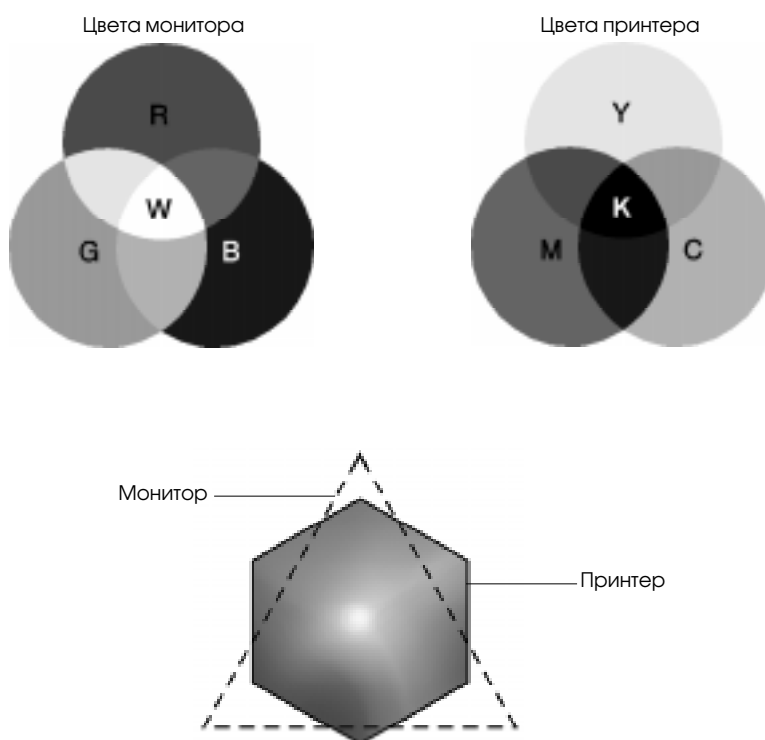 Цвета монитора
Цвета принтера
R
W
G
B
Y
K
M
C
Монитор
Принтер